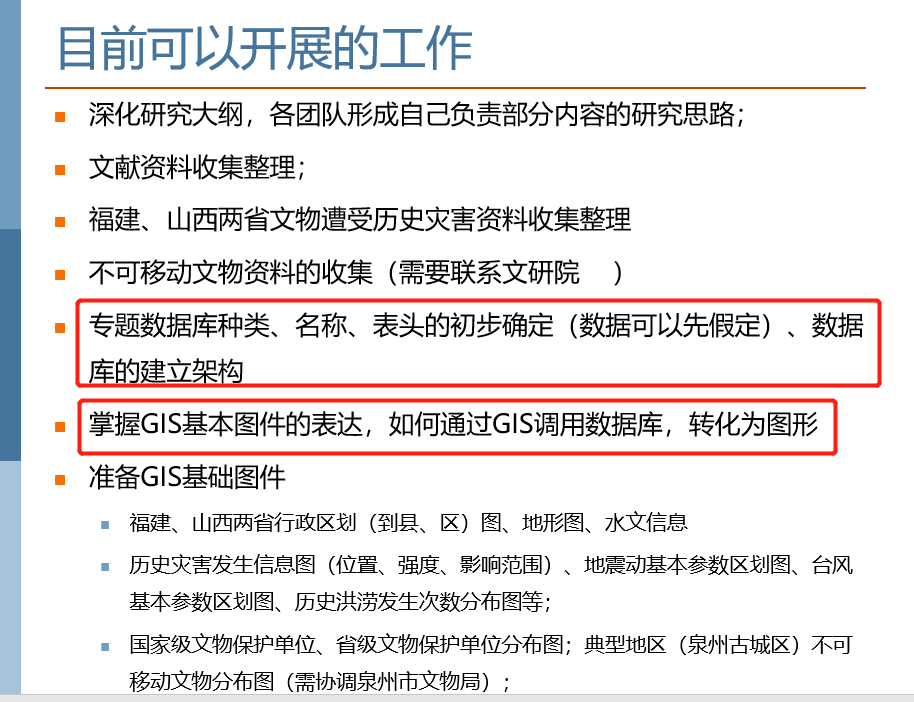 目前可以开展的工作
深化研究大纲，各团队形成自己负责部分内容的研究思路；
文献资料收集整理；
福建、山西两省文物遭受历史灾害资料收集整理
不可移动文物资料的收集（需要联系文研院　）
专题数据库种类、名称、表头的初步确定（数据可以先假定）、数据
库的建立架构
掌握GIS基本图件的表达，如何通过GIS调用数据库，转化为图形
准备GIS基础图件
福建、山西两省行政区划（到县、区）图、地形图、水文信息
历史灾害发生信息图（位置、强度、影响范围）、地震动基本参数区划图、台风
基本参数区划图、历史洪涝发生次数分布图等；
国家级文物保护单位、省级文物保护单位分布图；典型地区（泉州古城区）不可
移动文物分布图（需协调泉州市文物局）；